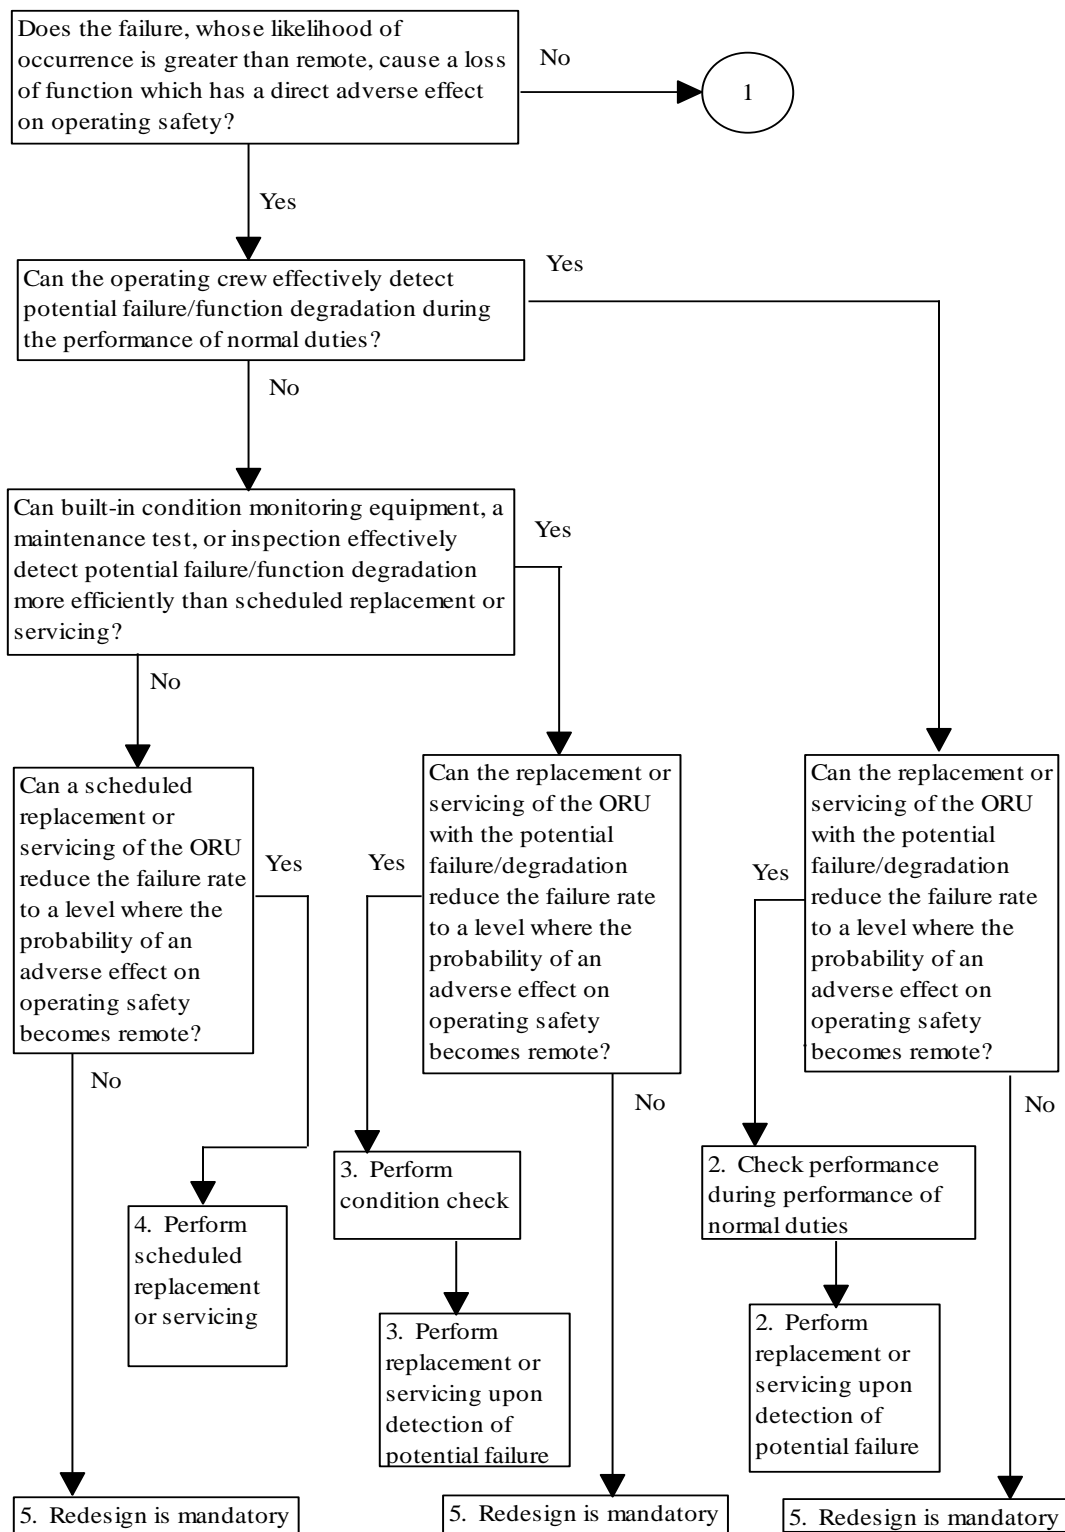 Does the failure, whose likelihood of
occurrence is greater than remote, cause a loss
of function which has a direct adverse effect
on operating safety?
No
1
Yes
Can the operating crew effectively detect
potential failure/function degradation during
the performance of normal duties?
Yes
No
Can built-in condition monitoring equipment, a
maintenance test, or inspection effectively
detect potential failure/function degradation
more efficiently than scheduled replacement or
servicing?
Yes
No
Can a scheduled
replacement or
servicing of the ORU
reduce the failure rate
to a level where the
probability of an
adverse effect on
operating safety
becomes remote?
Yes
No
Can the replacement or
servicing of the ORU
with the potential
failure/degradation
reduce the failure rate
to a level where the
probability of an
adverse effect on
operating safety
becomes remote?
Yes
No
Can the replacement or
servicing of the ORU
with the potential
failure/degradation
reduce the failure rate
to a level where the
probability of an
adverse effect on
operating safety
becomes remote?
Yes
No
4. Perform
scheduled
replacement
or servicing
3. Perform
condition check
3. Perform
replacement or
servicing upon
detection of
potential failure
2. Check performance
during performance of
normal duties
2. Perform
replacement or
servicing upon
detection of
potential failure
5. Redesign is mandatory
5. Redesign is mandatory
5. Redesign is mandatory